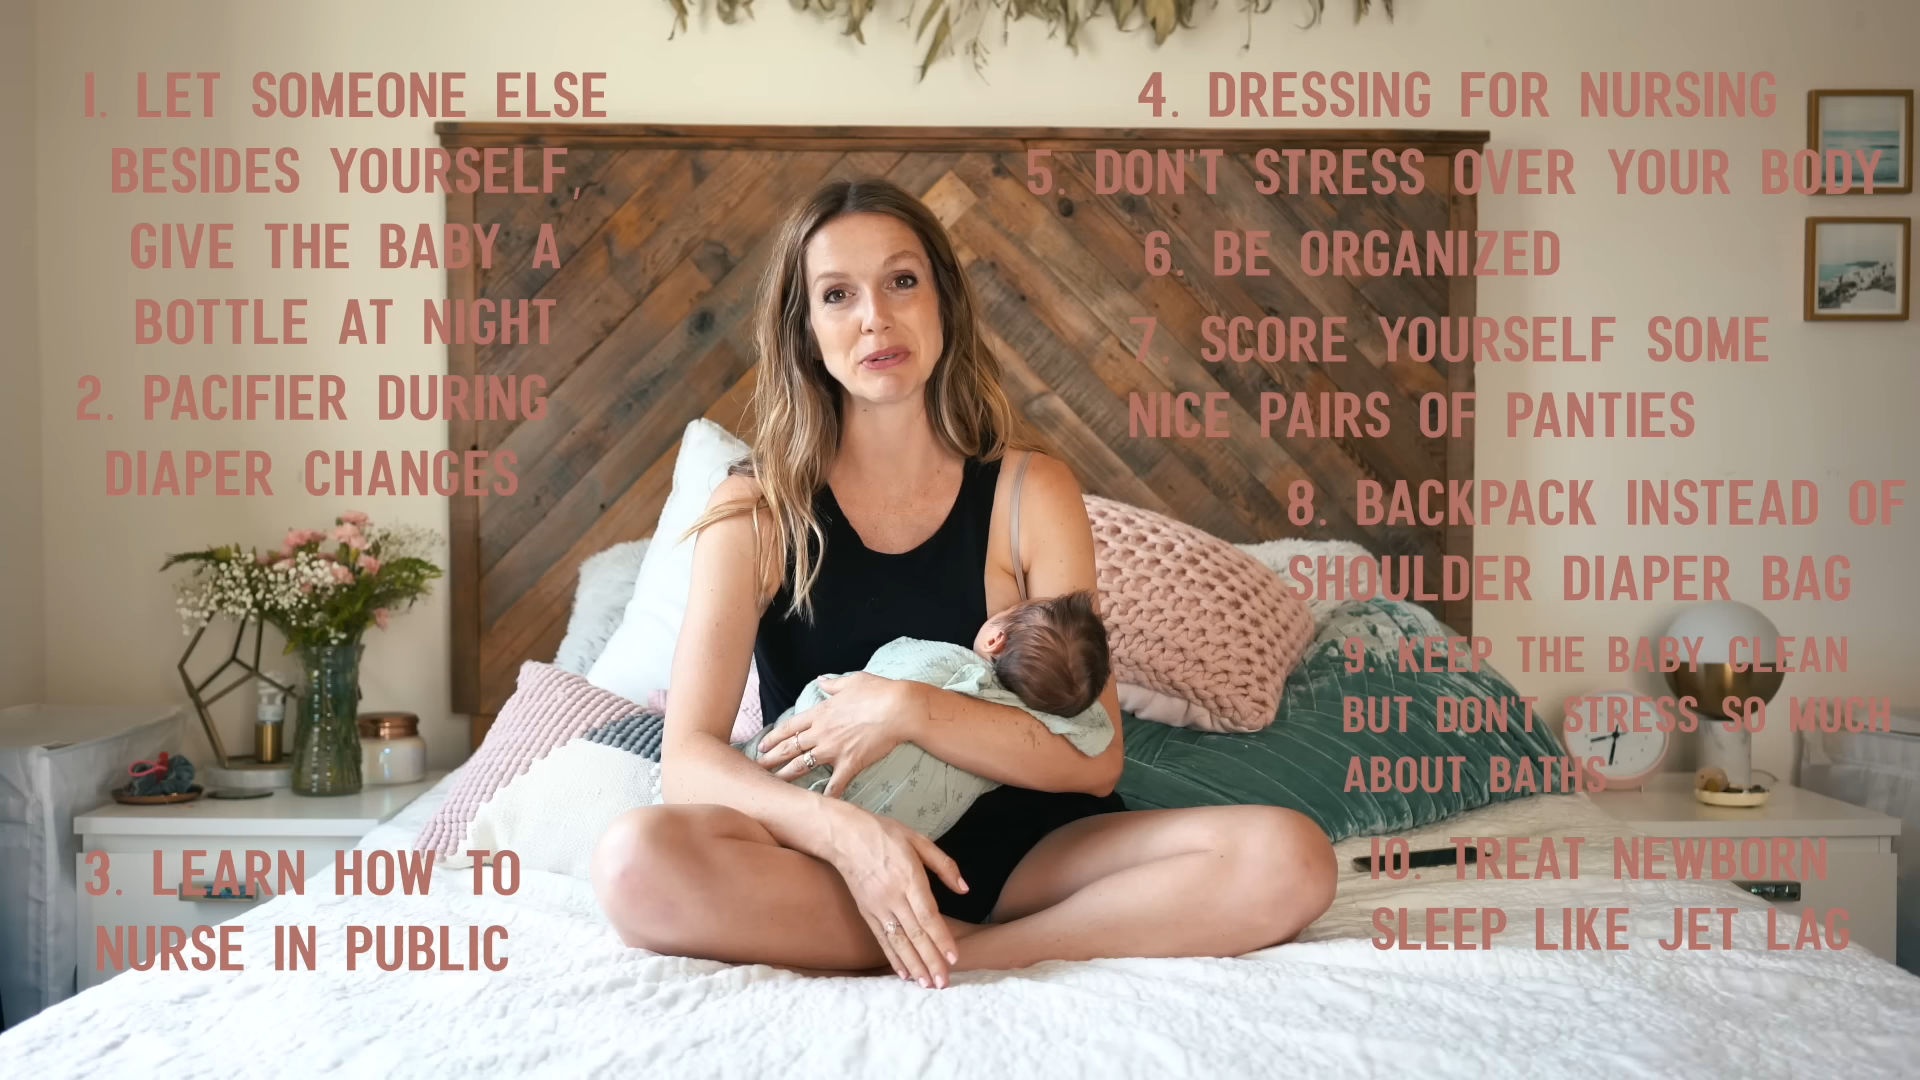 1. LET SOMEONE ELSE
BESIDES YOURSELF,
GIVE THE BABY A
BOTTLE AT NIGHT
2. PACIFIER DURING
DIAPER CHANGES
3. LEARN HOW TO
NURSE IN PUBLIC
4. DRESSING FOR NURSING
5. DON'T STRESS OVER YOUR BODY
6. BE ORGANIZED
7. SCORE YOURSELF SOME
NICE PAIRS OF PANTIES
8. BACKPACK INSTEAD OF
SHOULDER DIAPER BAG
9. KEEP THE BABY CLEAN
BUT DON'T STRESS SO MUCH
ABOUT BATHS
10. TREAT NEWBORN
SLEEP LIKE JET LAG